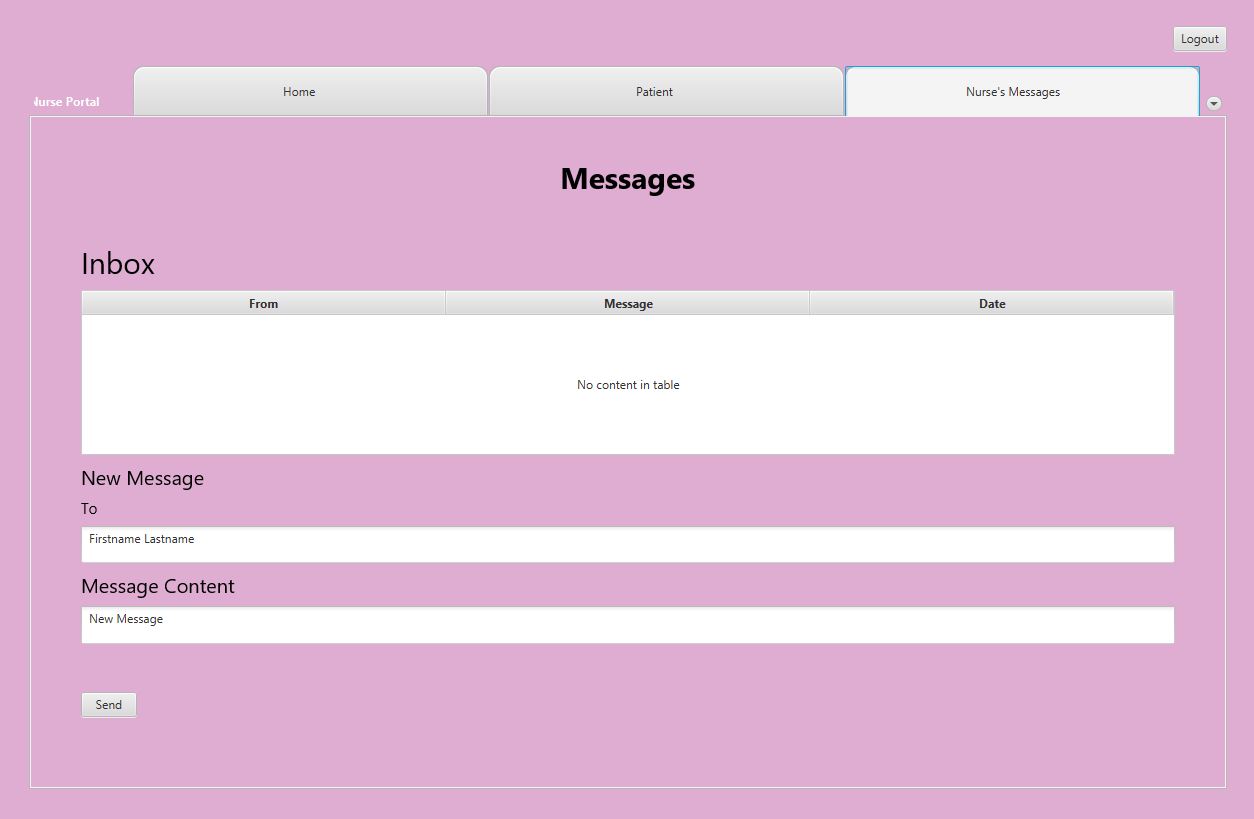 Logout
Portal
Home
Patient
Nurse's Messages
Messages
Inbox
From Message Date
No content in table
New Message
To
Firstname Lastname
Message Content
New Message
Send